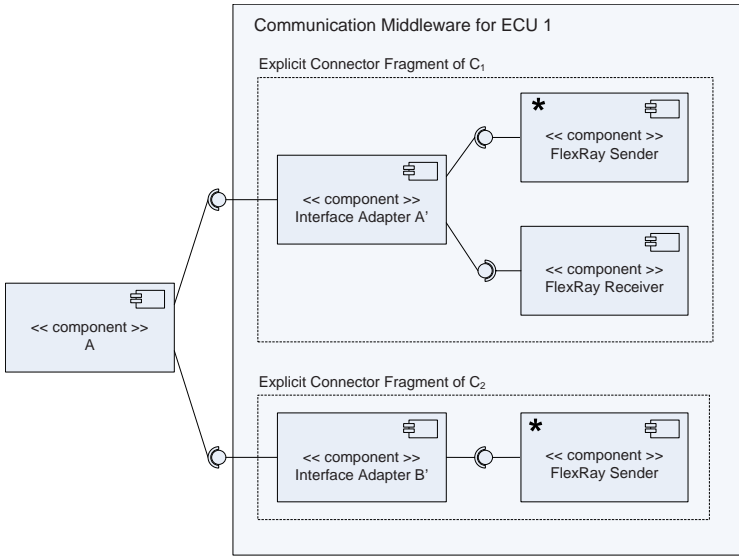 Communication Middleware for ECU 1
Explicit Connector Fragment of C₁
*
<< component >>
FlexRay Sender
<< component >>
Interface Adapter A’
<< component >>
FlexRay Receiver
<< component >>
A
Explicit Connector Fragment of C₂
<< component >>
Interface Adapter B’
*
<< component >>
FlexRay Sender